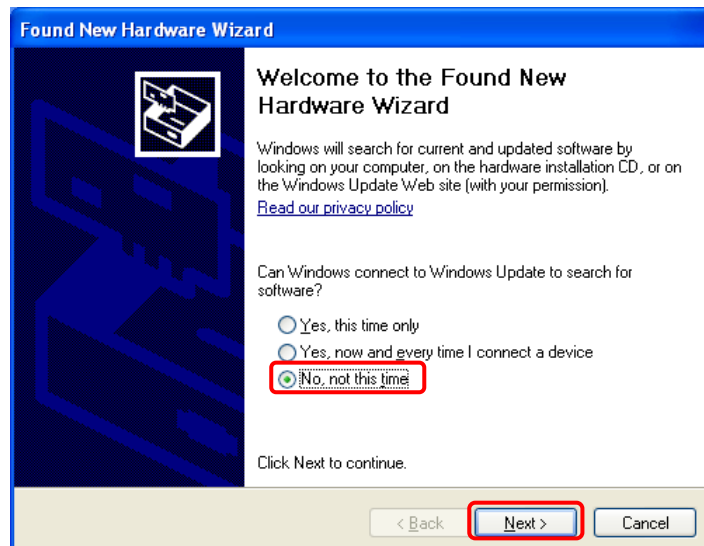 Found New Hardware Wizard
Welcome to the Found New
Hardware Wizard
Windows will search for current and updated software by
looking on your computer, on the hardware installation CD, or on
the Windows Update Web site (with your permission).
Read our privacy policy
Can Windows connect to Windows Update to search for
software?
Yes, this time only
Yes, now and every time I connect a device
No, not this time
Click Next to continue.
< Back Next > Cancel